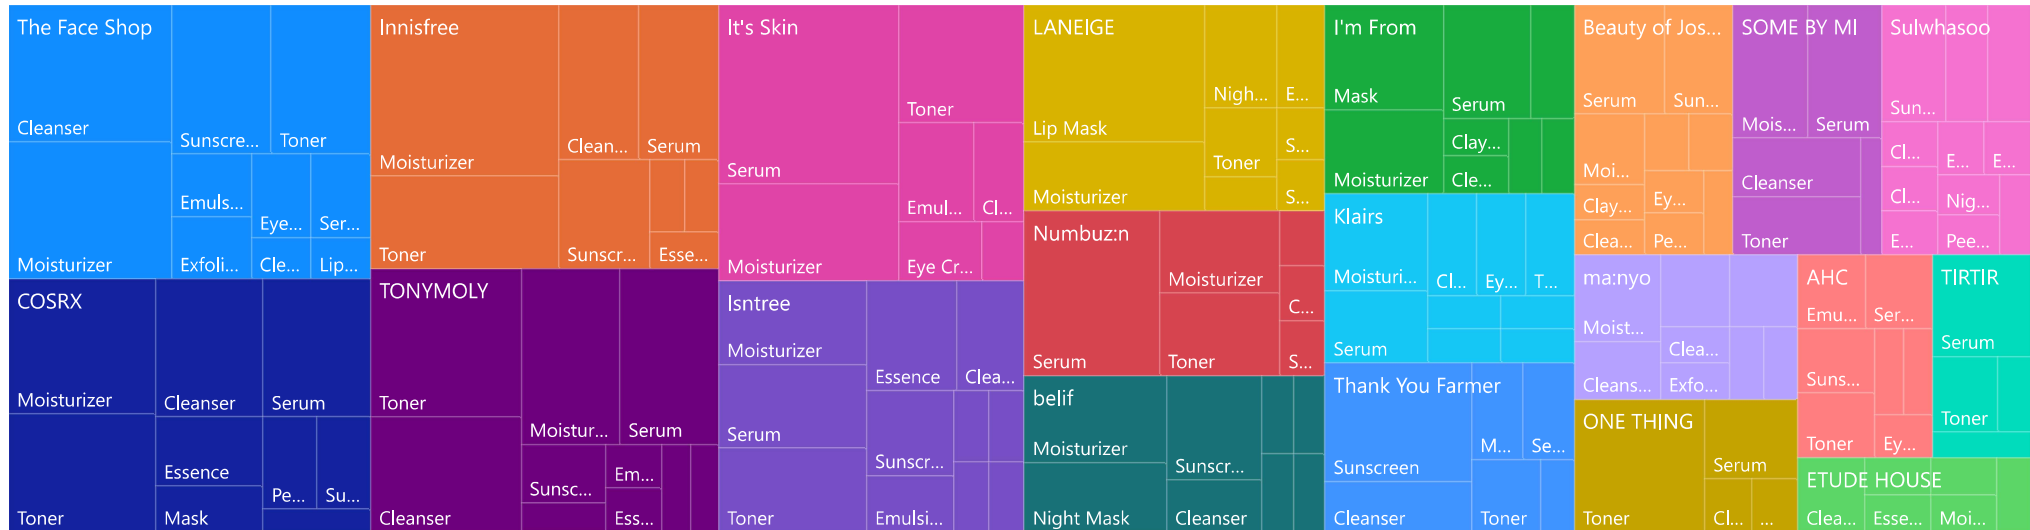 The Face Shop
Cleanser
Sunscre...
Toner
Moisturizer
Emuls...
Exfoli...
Eye...
Ser...
Cle...
Lip...
COSRX
Moisturizer
Cleanser
Serum
Toner
Essence
Mask
Pe...
Su...
Innisfree
Moisturizer
Clean...
Serum
Toner
Sunscr...
Esse...
TONYMOLY
Toner
Moistur...
Serum
Cleanser
Sunsc...
Em...
Ess...
It's Skin
Serum
Toner
Moisturizer
Emul...
Cl...
Eye Cr...
Isntree
Moisturizer
Essence
Clea...
Serum
Sunscr...
Toner
Emulsi...
LANEIGE
Lip Mask
Nigh...
E...
Moisturizer
Toner
S...
S...
Numbuz:n
Serum
Moisturizer
Toner
C...
S...
belif
Moisturizer
Sunscr...
Night Mask
Cleanser
I'm From
Mask
Serum
Moisturizer
Clay...
Cle...
Klairs
Moisturi...
Cl...
Ey...
T...
Serum
Thank You Farmer
Sunscreen
M...
Se...
Cleanser
Toner
Beauty of Jos...
Serum
Sun...
Moi...
Clay...
Clea...
Ey...
Pe...
SOME BY MI
Mois...
Serum
Cleanser
Toner
Sulwhasoo
Sun...
Cl...
E...
E...
Cl...
Nig...
E...
Pee...
ma:nyo
Moist...
Clea...
Cleans...
Exfo...
ONE THING
Toner
Serum
Cl...
...
AHC
Emu...
Ser...
Suns...
Toner
Ey...
TIRTIR
Serum
Toner
ETUDE HOUSE
Clea...
Esse...
Moi...